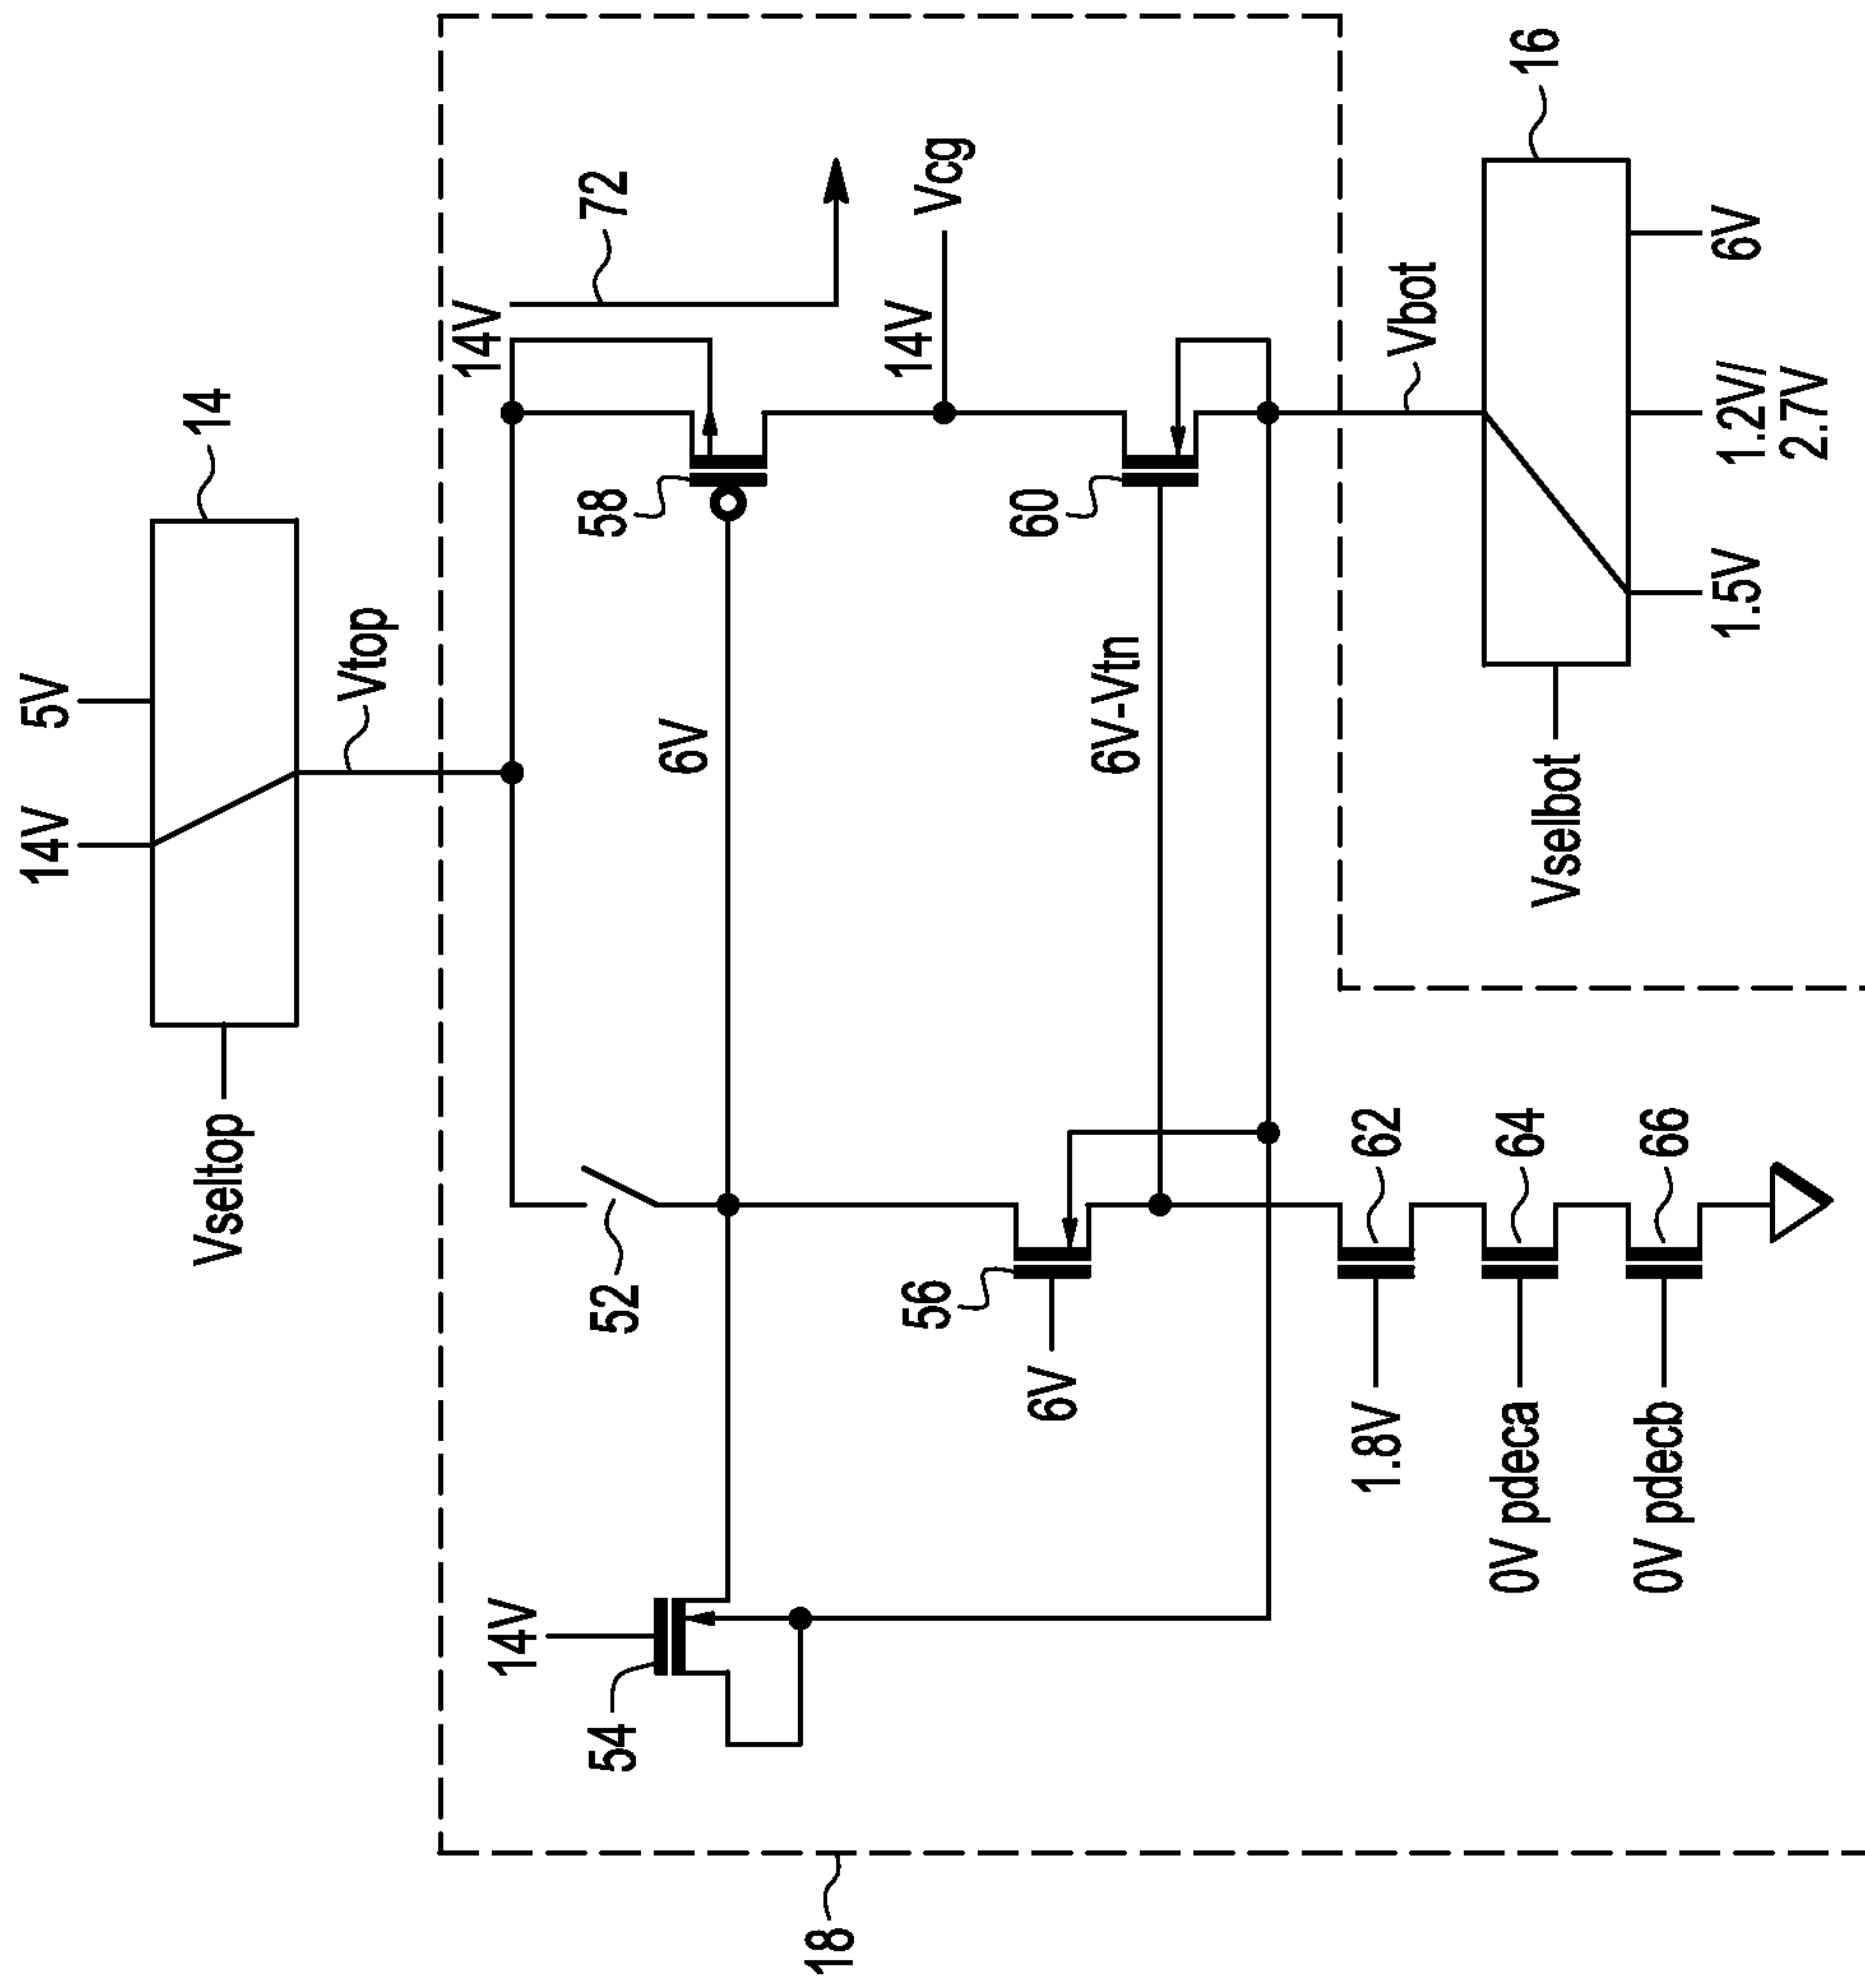 14V
5V
14
Vseltop
Vtop
14V
72
52
54
14V
58
6V
18
56
14V
Vcg
60
6V
6V-Vtn
1.8V
62
Vbot
0V pdeca
64
Vselbot
16
0V pdecb
66
1.5V
1.2V/
2.7V
6V